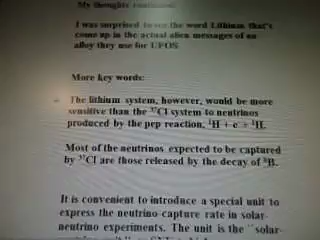 My thoughts continued:
I was surprised to see the word Lithium that's
come up in the actual alien messages of an
alloy they use for UFOS
More key words:
The lithium system, however, would be more
sensitive than the ³⁷Cl system to neutrinos
produced by the pep reaction, ¹H + e + ¹H.
Most of the neutrinos expected to be captured
by ³⁷Cl are those released by the decay of ⁸B.
It is convenient to introduce a special unit to
express the neutrino capture rate in solar-
neutrino experiments. The unit is the "solar-